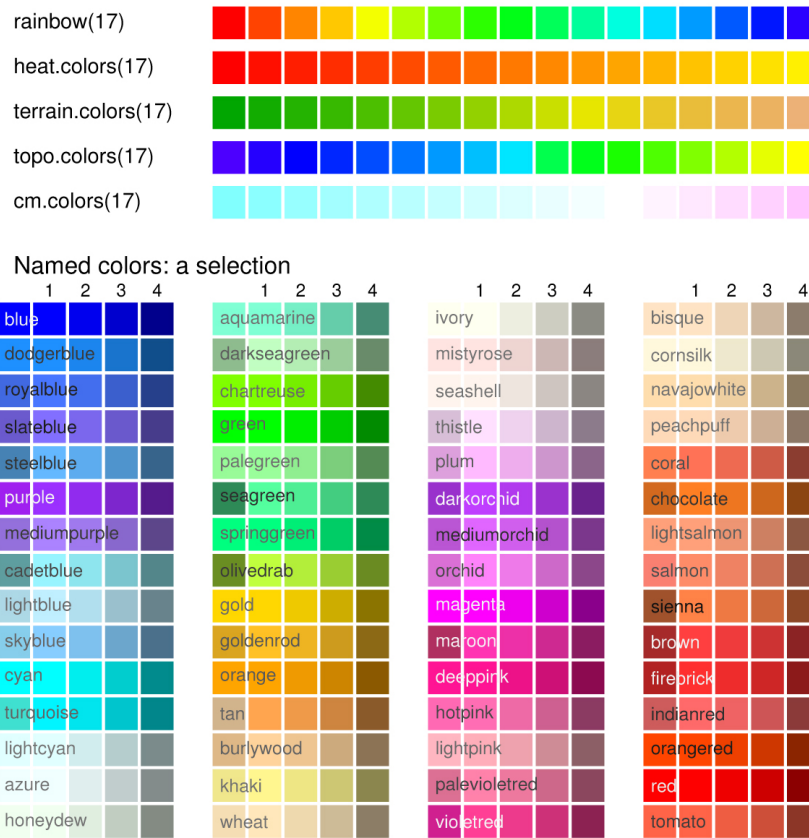 rainbow(17)
heat.colors(17)
terrain.colors(17)
topo.colors(17)
cm.colors(17)
Named colors: a selection
1 2 3 4 1 2 3 4 1 2 3 4 1 2 3 4
blue aquamarine ivory bisque
dodgerblue darkseagreen mistyrose cornsilk
royalblue chartreuse seashell navajowhite
slateblue green thistle peachpuff
steelblue palegreen plum coral
purple seagreen darkorchid chocolate
mediumpurple springgreen mediumorchid lightsalmon
cadetblue olivedrab orchid salmon
lightblue gold magenta sienna
skyblue goldenrod maroon brown
cyan orange deeppink firebrick
turquoise tan hotpink indianred
lightcyan burlywood lightpink orangered
azure khaki palevioletred red
honeydew wheat violetred tomato